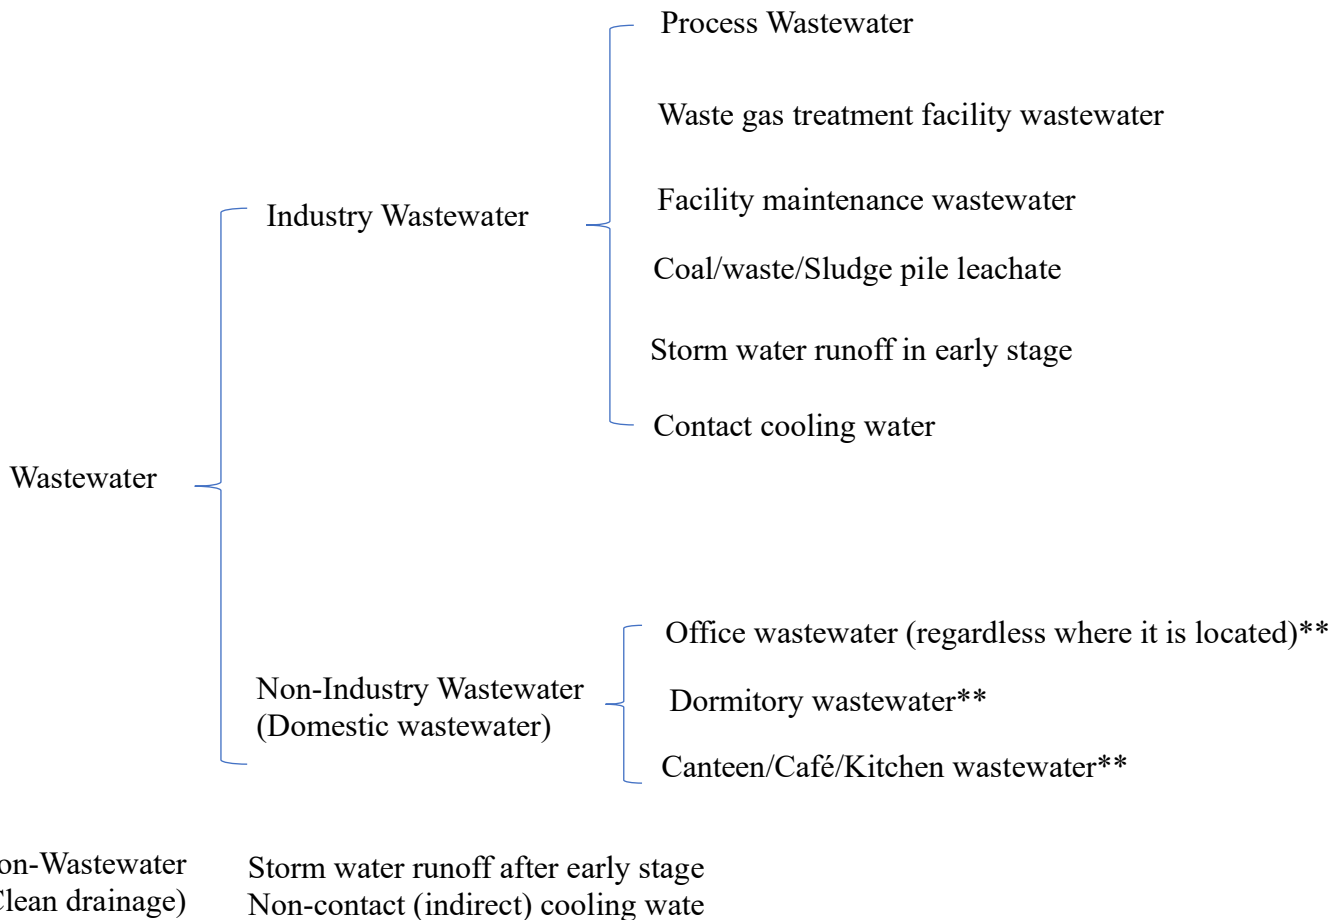 Process Wastewater
Waste gas treatment facility wastewater
Facility maintenance wastewater
Industry Wastewater
Coal/waste/Sludge pile leachate
Storm water runoff in early stage
Contact cooling water
Wastewater
Office wastewater (regardless where it is located)**
Non-Industry Wastewater
(Domestic wastewater)
Dormitory wastewater**
Canteen/Café/Kitchen wastewater**
on-Wastewater
Clean drainage)
Storm water runoff after early stage
Non-contact (indirect) cooling wate